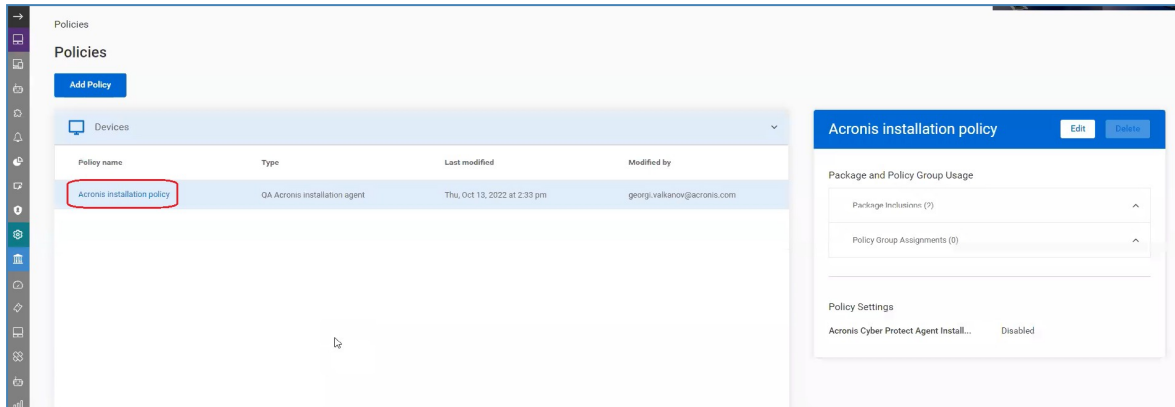 Policies
Policies
Add Policy
Devices
Policy name Type Last modified Modified by
Acronis installation policy QA Acronis installation agent Thu, Oct 13, 2022 at 2:33 pm georgi.valkanov@acronis.com
Acronis installation policy Edit Delete
Package and Policy Group Usage
Package Inclusions (2)
Policy Group Assignments (0)
Policy Settings
Acronis Cyber Protect Agent Install... Disabled